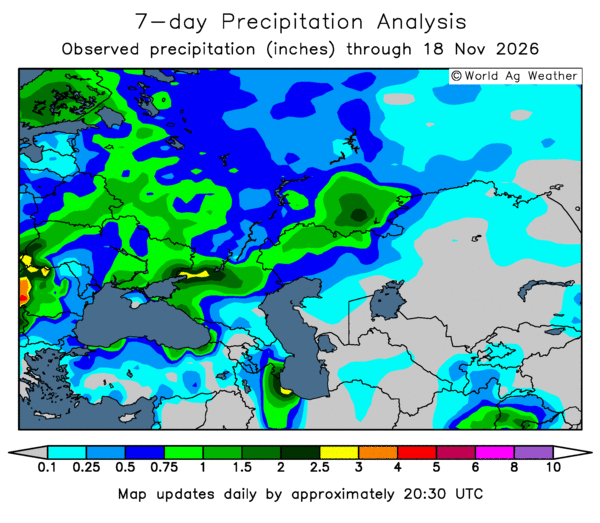 7-day Precipitation Analysis
Observed precipitation (inches) through 18 Nov 2026
© World Ag Weather
0.1 0.25 0.5 0.75 1 1.5 2 2.5 3 4 5 6 8 10
Map updates daily by approximately 20:30 UTC